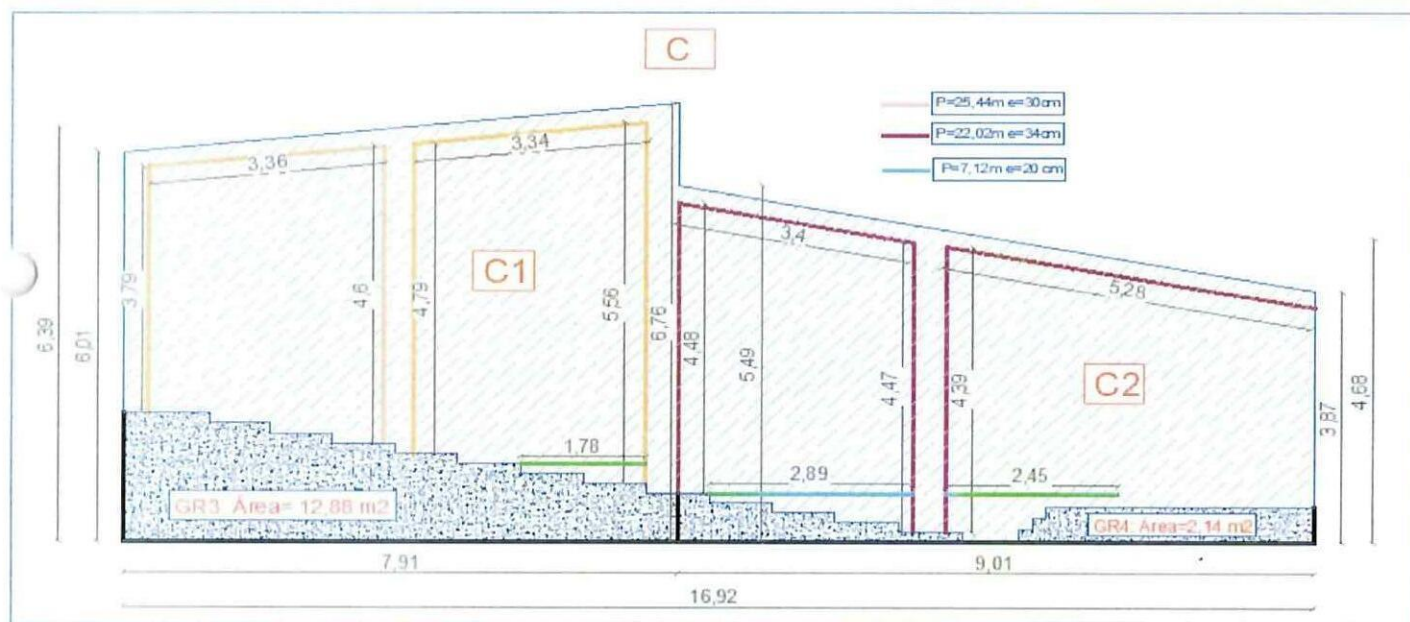 C
P=25,44m e=30cm
P=22,02m e=34cm
P=7,12m e=20 cm
3,36
3,34
3,4
5,28
C1
C2
6,39
6,01
3,79
4,6
4,79
5,56
6,76
4,48
5,49
4,47
4,39
3,87
4,68
1,78
2,89
2,45
GR3 Área= 12,88 m2
GR4 Área=2,14 m2
7,91
9,01
16,92